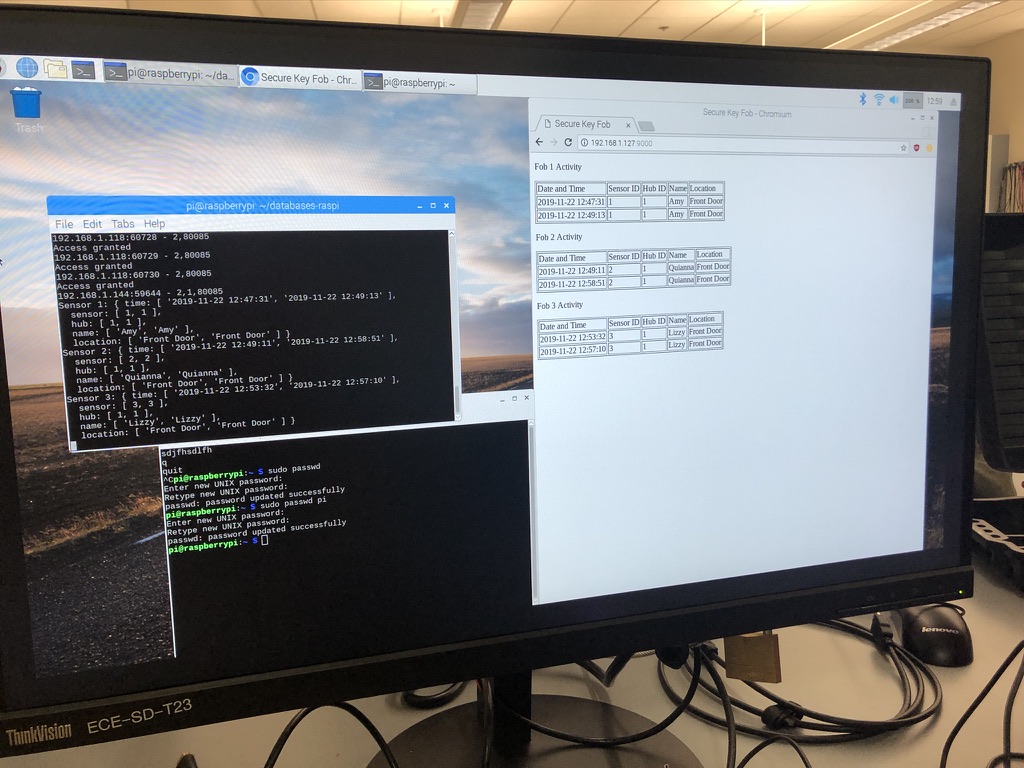 pi@raspberrypi: ~/da...
Secure Key Fob - Chr...
pi@raspberrypi: ~
12:59
Trash
Secure Key Fob - Chromium
Secure Key Fob
192.168.1.127:9000
Fob 1 Activity
Date and Time Sensor ID Hub ID Name Location
2019-11-22 12:47:31 1 1 Amy Front Door
2019-11-22 12:49:13 1 1 Amy Front Door
Fob 2 Activity
Date and Time Sensor ID Hub ID Name Location
2019-11-22 12:49:11 2 1 Quianna Front Door
2019-11-22 12:58:51 2 1 Quianna Front Door
Fob 3 Activity
Date and Time Sensor ID Hub ID Name Location
2019-11-22 12:53:32 3 1 Lizzy Front Door
2019-11-22 12:57:10 3 1 Lizzy Front Door
pi@raspberrypi: ~/databases-raspi
File Edit Tabs Help
192.168.1.118:60728 - 2,80085
Access granted
192.168.1.118:60729 - 2,80085
Access granted
192.168.1.118:60730 - 2,80085
Access granted
192.168.1.144:59644 - 2,1,80085
Sensor 1: { time: [ '2019-11-22 12:47:31', '2019-11-22 12:49:13' ],
sensor: [ 1, 1 ],
hub: [ 1, 1 ],
name: [ 'Amy', 'Amy' ],
location: [ 'Front Door', 'Front Door' ] }
Sensor 2: { time: [ '2019-11-22 12:49:11', '2019-11-22 12:58:51' ],
sensor: [ 2, 2 ],
hub: [ 1, 1 ],
name: [ 'Quianna', 'Quianna' ],
location: [ 'Front Door', 'Front Door' ] }
Sensor 3: { time: [ '2019-11-22 12:53:32', '2019-11-22 12:57:10' ],
sensor: [ 3, 3 ],
hub: [ 1, 1 ],
name: [ 'Lizzy', 'Lizzy' ],
location: [ 'Front Door', 'Front Door' ] }
sdjfhsdlfh
q
quit
^Cpi@raspberrypi:~ $ sudo passwd
Enter new UNIX password:
Retype new UNIX password:
passwd: password updated successfully
pi@raspberrypi:~ $ sudo passwd pi
Enter new UNIX password:
Retype new UNIX password:
passwd: password updated successfully
pi@raspberrypi:~ $
lenovo
ThinkVision ECE-SD-T23